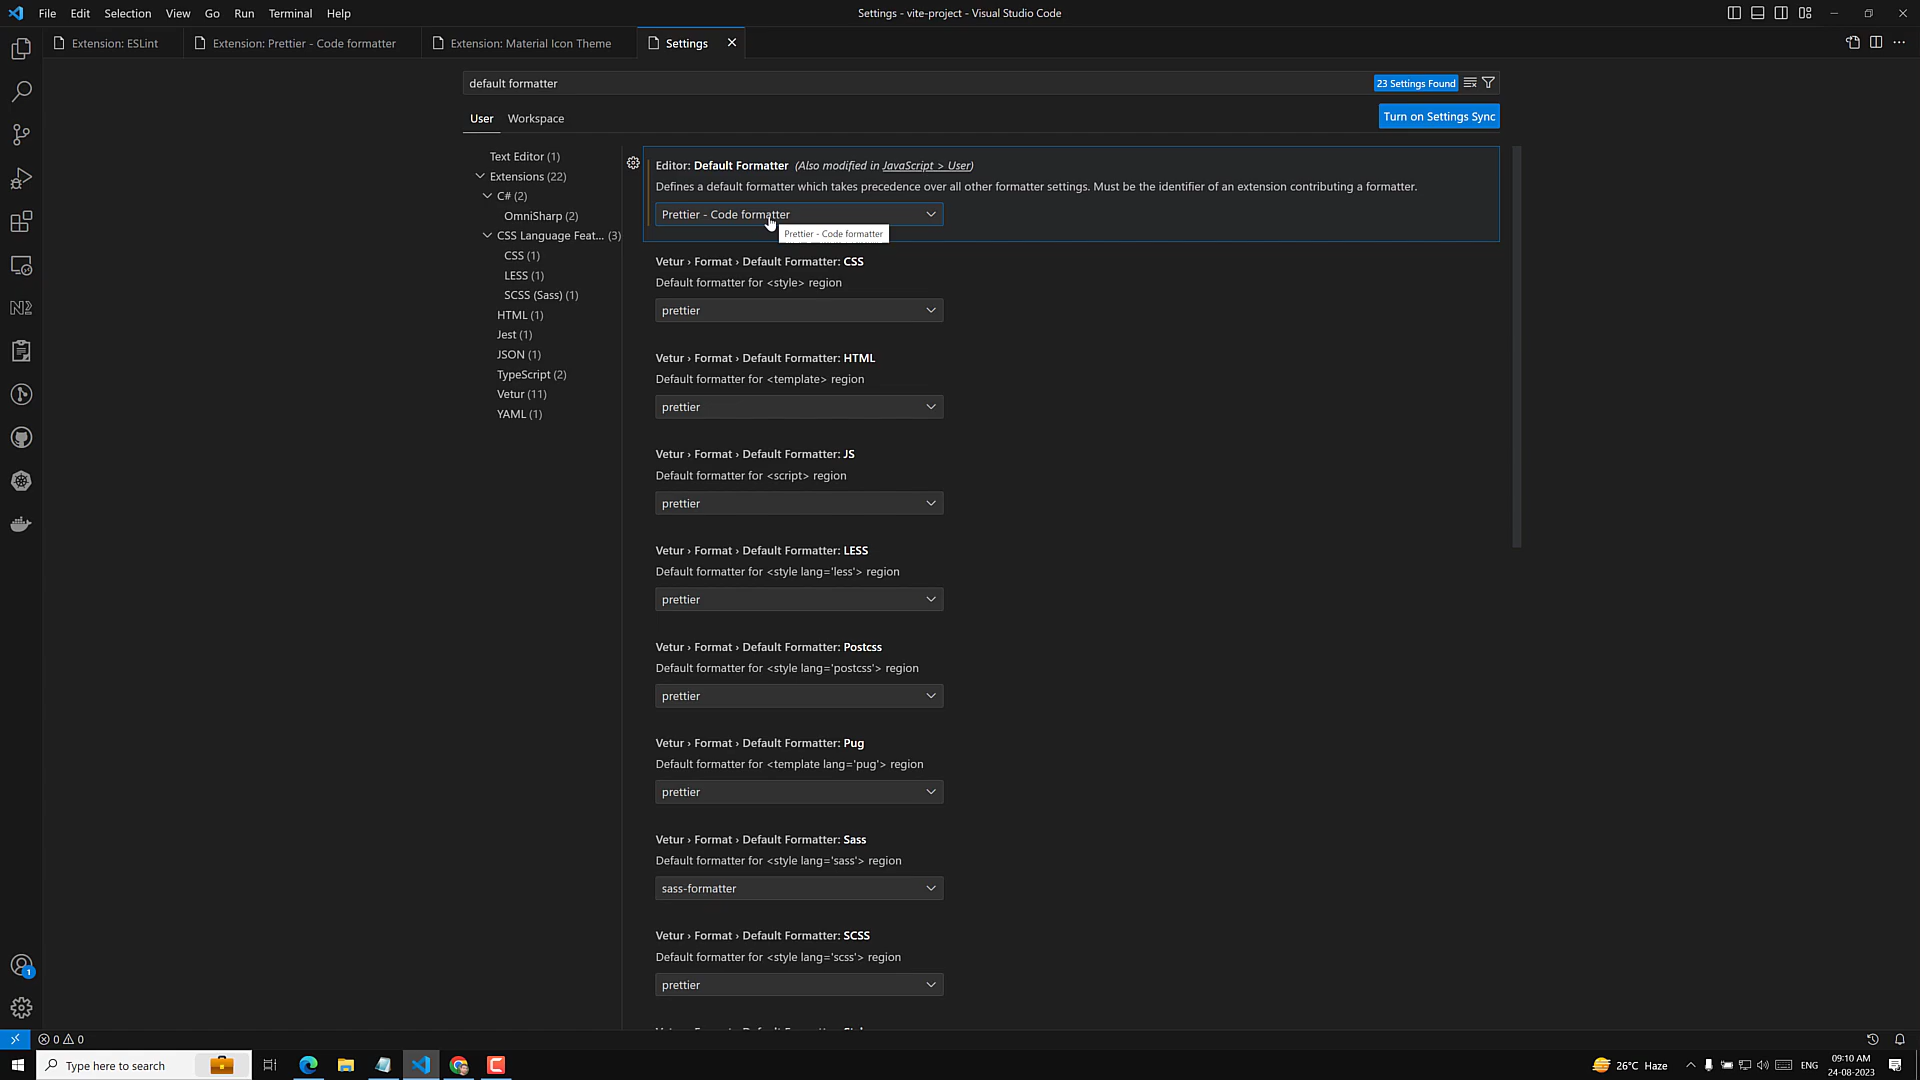 File Edit Selection View Go Run Terminal Help
Settings - vite-project - Visual Studio Code
Extension: ESLint
Extension: Prettier - Code formatter
Extension: Material Icon Theme
Settings
default formatter
23 Settings Found
User Workspace
Turn on Settings Sync
Text Editor (1)
Extensions (22)
C# (2)
OmniSharp (2)
CSS Language Feat... (3)
CSS (1)
LESS (1)
SCSS (Sass) (1)
HTML (1)
Jest (1)
JSON (1)
TypeScript (2)
Vetur (11)
YAML (1)
Editor: Default Formatter (Also modified in JavaScript > User)
Defines a default formatter which takes precedence over all other formatter settings. Must be the identifier of an extension contributing a formatter.
Prettier - Code formatter
Prettier - Code formatter
Vetur › Format › Default Formatter: CSS
Default formatter for <style> region
prettier
Vetur › Format › Default Formatter: HTML
Default formatter for <template> region
prettier
Vetur › Format › Default Formatter: JS
Default formatter for <script> region
prettier
Vetur › Format › Default Formatter: LESS
Default formatter for <style lang='less'> region
prettier
Vetur › Format › Default Formatter: Postcss
Default formatter for <style lang='postcss'> region
prettier
Vetur › Format › Default Formatter: Pug
Default formatter for <template lang='pug'> region
prettier
Vetur › Format › Default Formatter: Sass
Default formatter for <style lang='sass'> region
sass-formatter
Vetur › Format › Default Formatter: SCSS
Default formatter for <style lang='scss'> region
prettier
1
0 0
Type here to search
26°C Haze
ENG
09:10 AM
24-08-2023